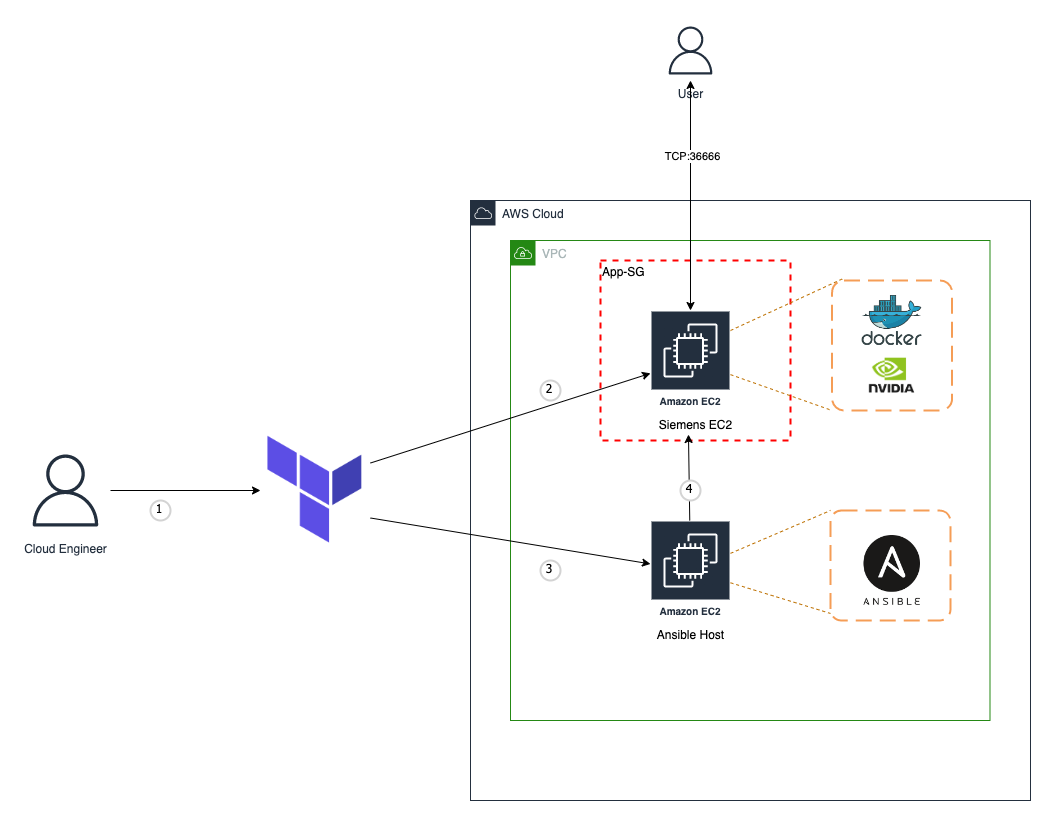 User
TCP:36666
AWS Cloud
VPC
App-SG
docker
NVIDIA
2
Amazon EC2
Siemens EC2
1
4
Cloud Engineer
3
ANSIBLE
Amazon EC2
Ansible Host